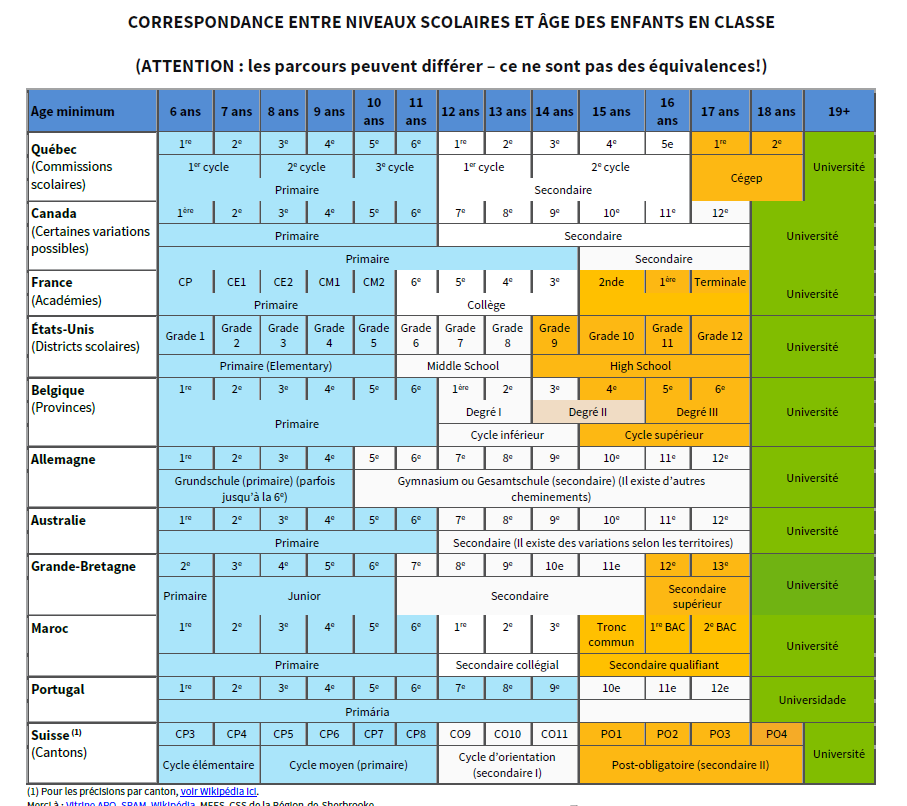 CORRESPONDANCE ENTRE NIVEAUX SCOLAIRES ET ÂGE DES ENFANTS EN CLASSE
(ATTENTION : les parcours peuvent différer – ce ne sont pas des équivalences!)
Age minimum 6 ans 7 ans 8 ans 9 ans 10 ans 11 ans 12 ans 13 ans 14 ans 15 ans 16 ans 17 ans 18 ans 19+
Québec (Commissions scolaires) 1re 2e 3e 4e 5e 6e 1re 2e 3e 4e 5e 1re 2e Université
1er cycle 2e cycle 3e cycle 1er cycle 2e cycle Cégep
Primaire Secondaire
Canada (Certaines variations possibles) 1ère 2e 3e 4e 5e 6e 7e 8e 9e 10e 11e 12e Université
Primaire Secondaire
Primaire Secondaire
France (Académies) CP CE1 CE2 CM1 CM2 6e 5e 4e 3e 2nde 1ère Terminale Université
Primaire Collège
États-Unis (Districts scolaires) Grade 1 Grade 2 Grade 3 Grade 4 Grade 5 Grade 6 Grade 7 Grade 8 Grade 9 Grade 10 Grade 11 Grade 12 Université
Primaire (Elementary) Middle School High School
Belgique (Provinces) 1re 2e 3e 4e 5e 6e 1ère 2e 3e 4e 5e 6e Université
Primaire Degré I Degré II Degré III
Cycle inférieur Cycle supérieur
Allemagne 1re 2e 3e 4e 5e 6e 7e 8e 9e 10e 11e 12e Université
Grundschule (primaire) (parfois jusqu'à la 6e) Gymnasium ou Gesamtschule (secondaire) (Il existe d'autres cheminements)
Australie 1re 2e 3e 4e 5e 6e 7e 8e 9e 10e 11e 12e Université
Primaire Secondaire (Il existe des variations selon les territoires)
Grande-Bretagne 2e 3e 4e 5e 6e 7e 8e 9e 10e 11e 12e 13e Université
Primaire Junior Secondaire Secondaire supérieur
Maroc 1re 2e 3e 4e 5e 6e 1re 2e 3e Tronc commun 1re BAC 2e BAC Université
Primaire Secondaire collégial Secondaire qualifiant
Portugal 1re 2e 3e 4e 5e 6e 7e 8e 9e 10e 11e 12e Universidade
Primária
Suisse (1) (Cantons) CP3 CP4 CP5 CP6 CP7 CP8 CO9 CO10 CO11 PO1 PO2 PO3 PO4 Université
Cycle élémentaire Cycle moyen (primaire) Cycle d'orientation (secondaire I) Post-obligatoire (secondaire II)
(1) Pour les précisions par canton, voir Wikipédia ici.
Merci à : Vitrine APO, SRAM, Wikipédia, MEES, CSS de la Région-de-Sherbrooke